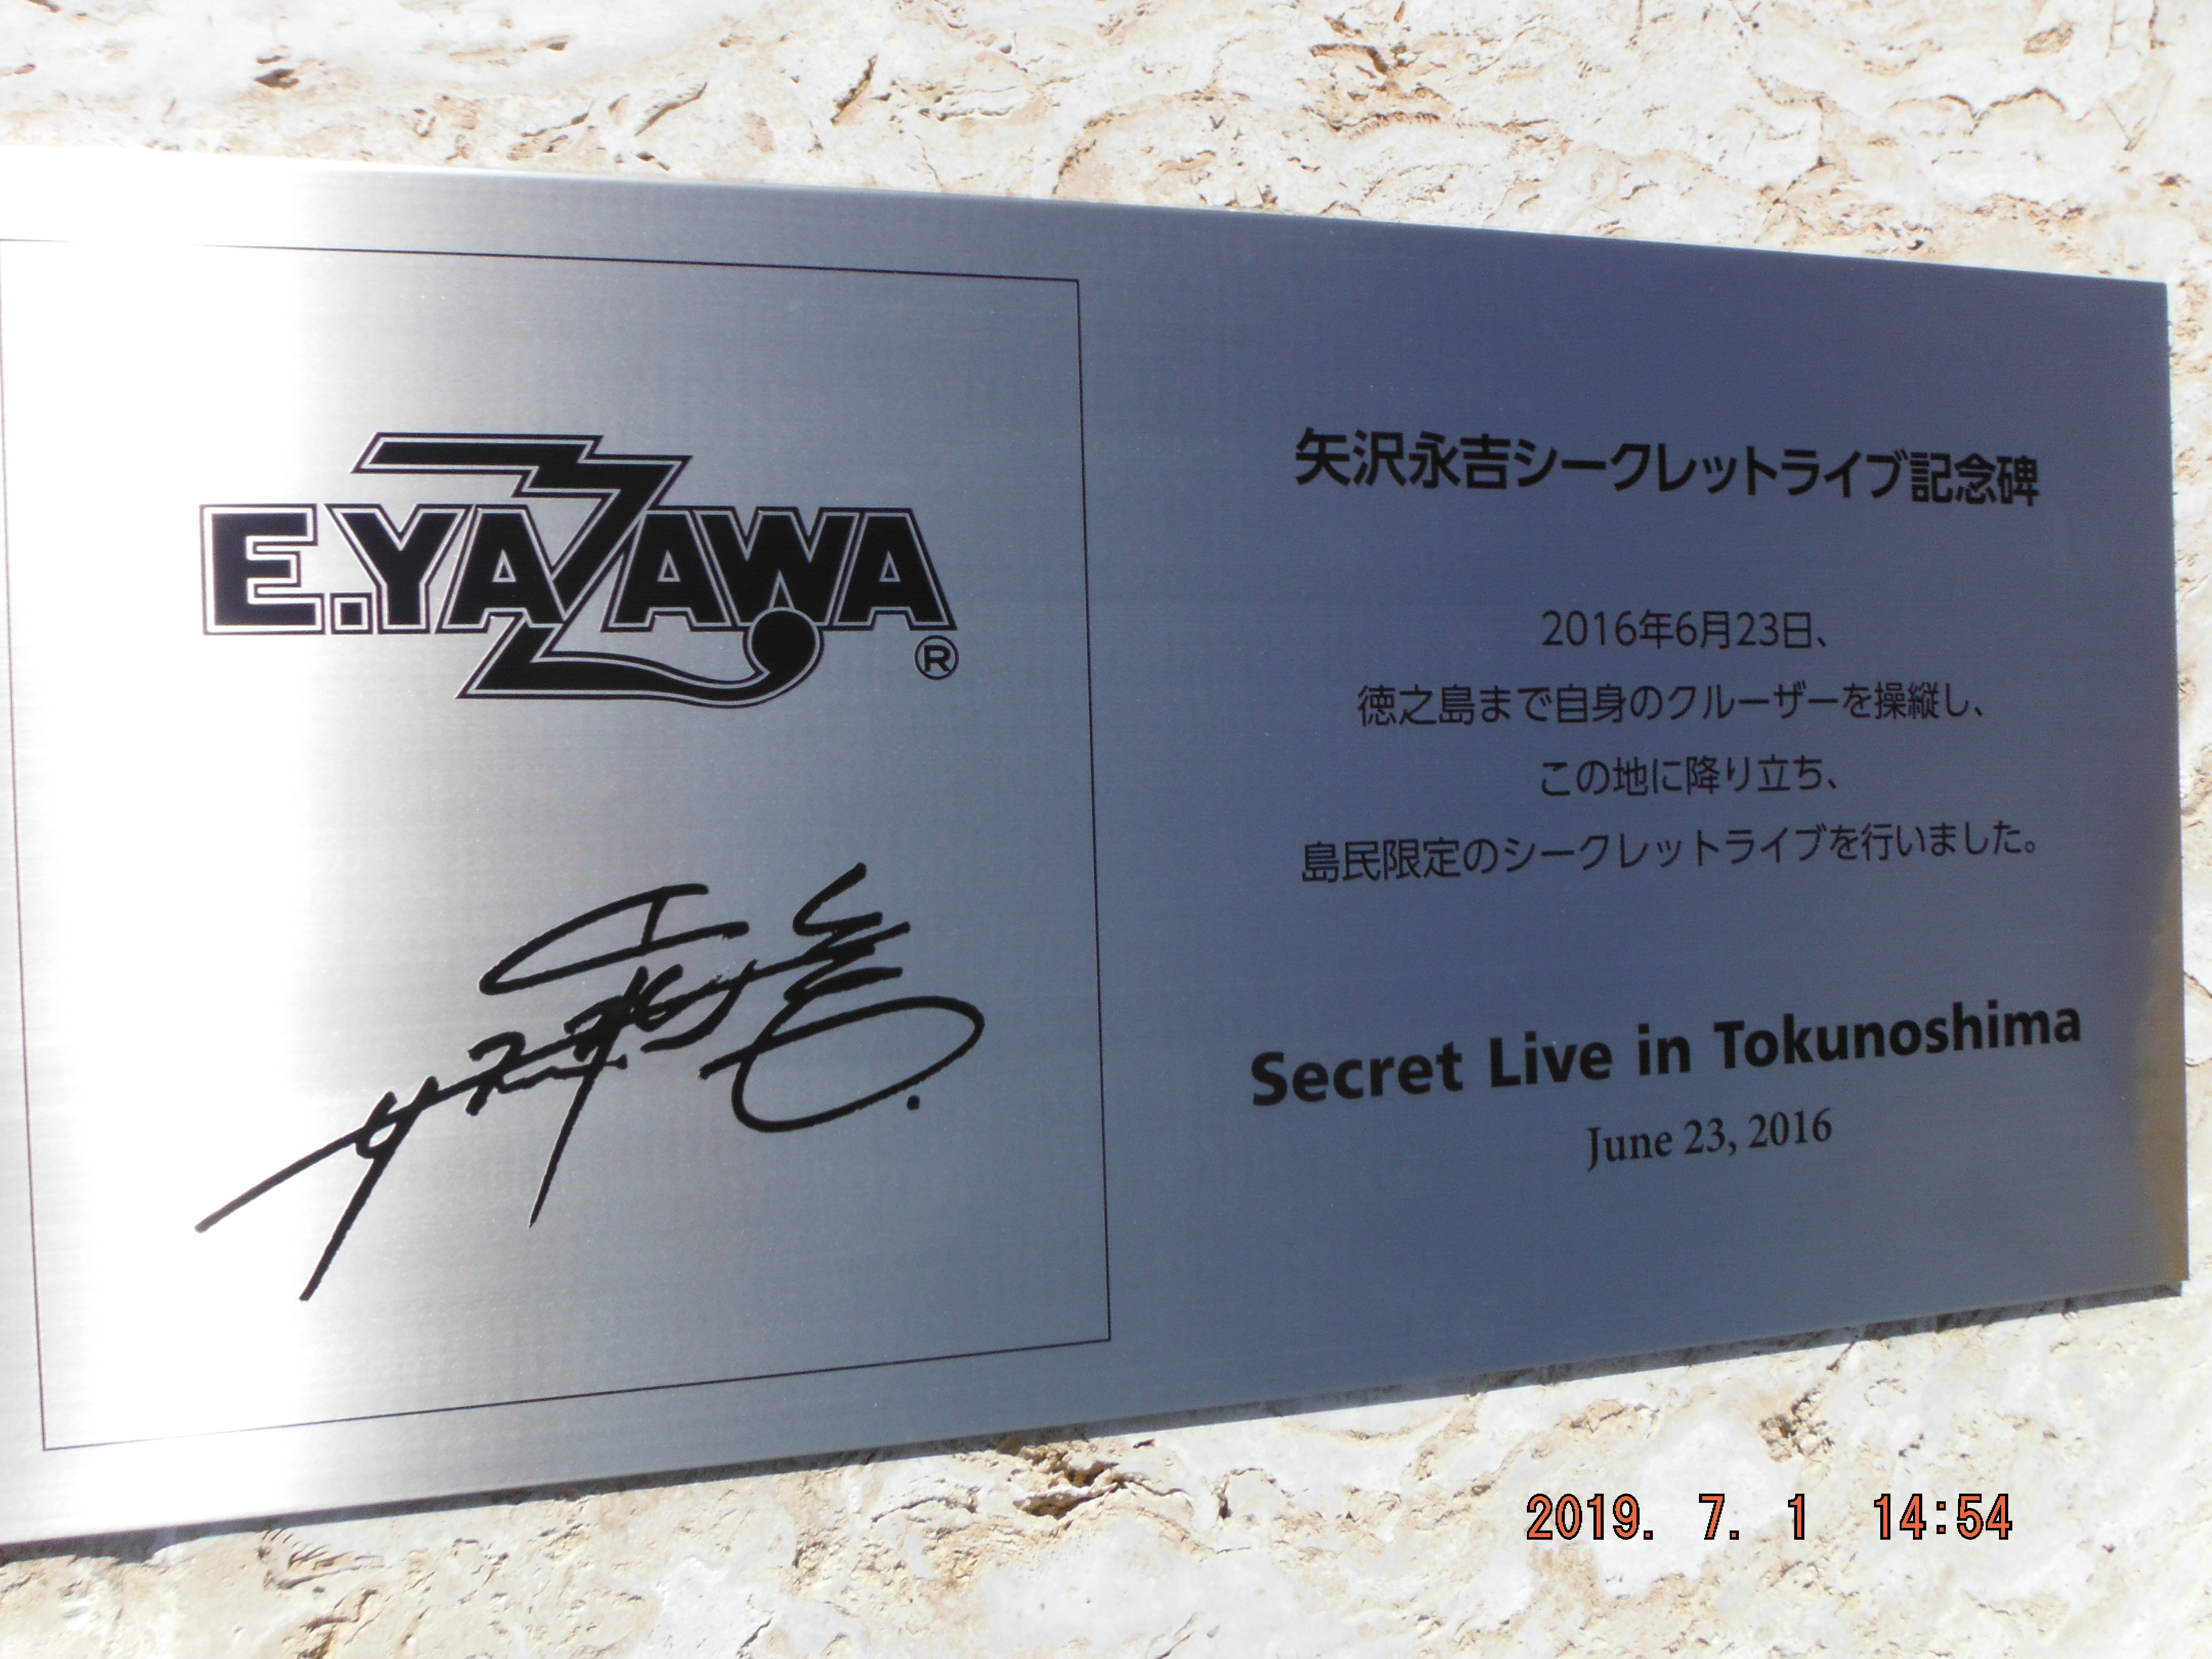 E.YAZAWA
®
矢沢永吉シークレットライブ記念碑
2016年6月23日、
徳之島まで自身のクルーザーを操縦し、
この地に降り立ち、
島民限定のシークレットライブを行いました。
Secret Live in Tokunoshima
June 23, 2016
2019. 7. 1 14:54